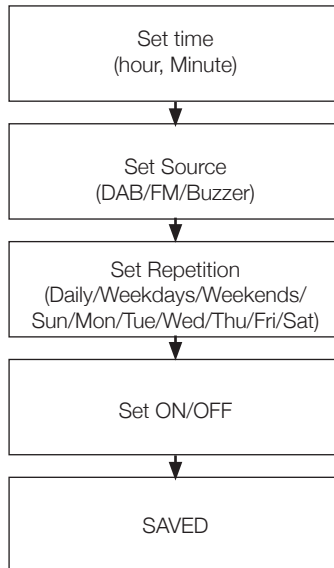 Set time
(hour, Minute)
Set Source
(DAB/FM/Buzzer)
Set Repetition
(Daily/Weekdays/Weekends/
Sun/Mon/Tue/Wed/Thu/Fri/Sat)
Set ON/OFF
SAVED